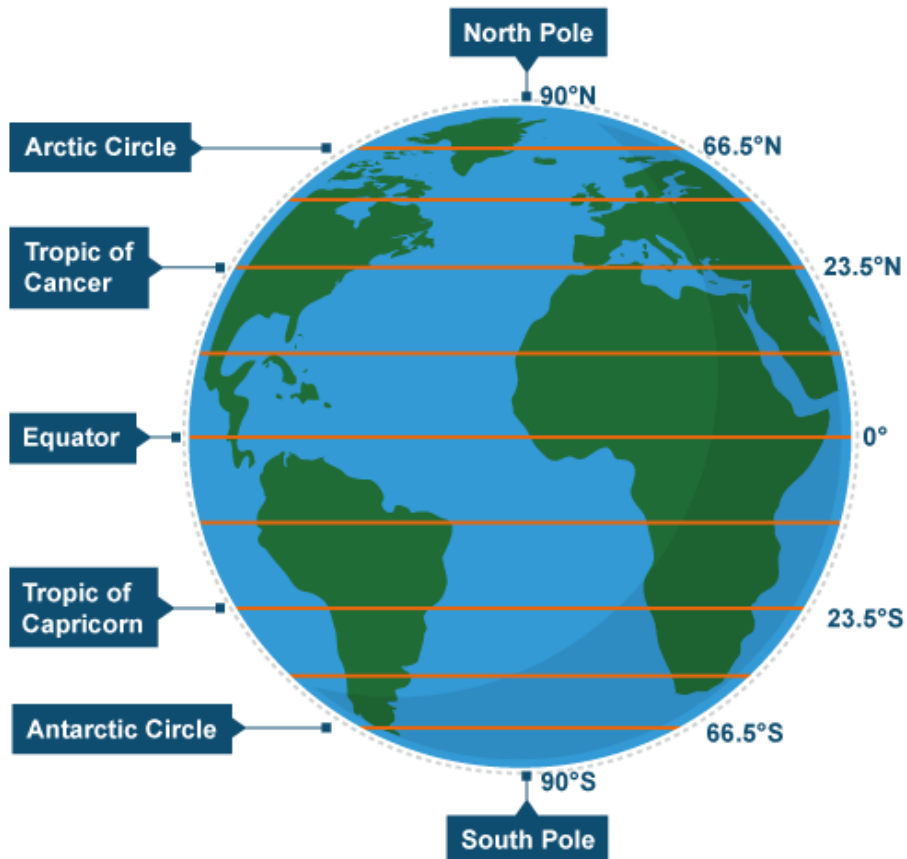 North Pole
90°N
Arctic Circle
66.5°N
Tropic of
Cancer
23.5°N
Equator
0°
Tropic of
Capricorn
23.5°S
Antarctic Circle
66.5°S
90°S
South Pole